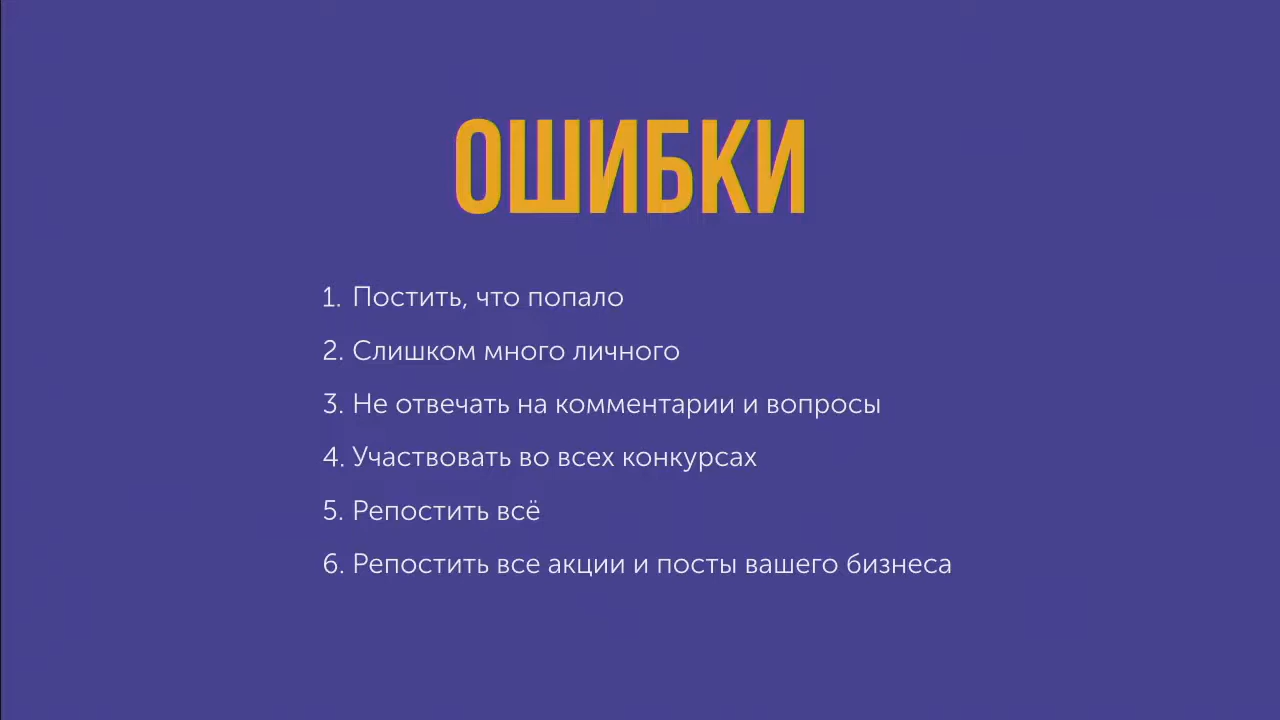 ОШИБКИ
1. Постить, что попало
2. Слишком много личного
3. Не отвечать на комментарии и вопросы
4. Участвовать во всех конкурсах
5. Репостить всё
6. Репостить все акции и посты вашего бизнеса